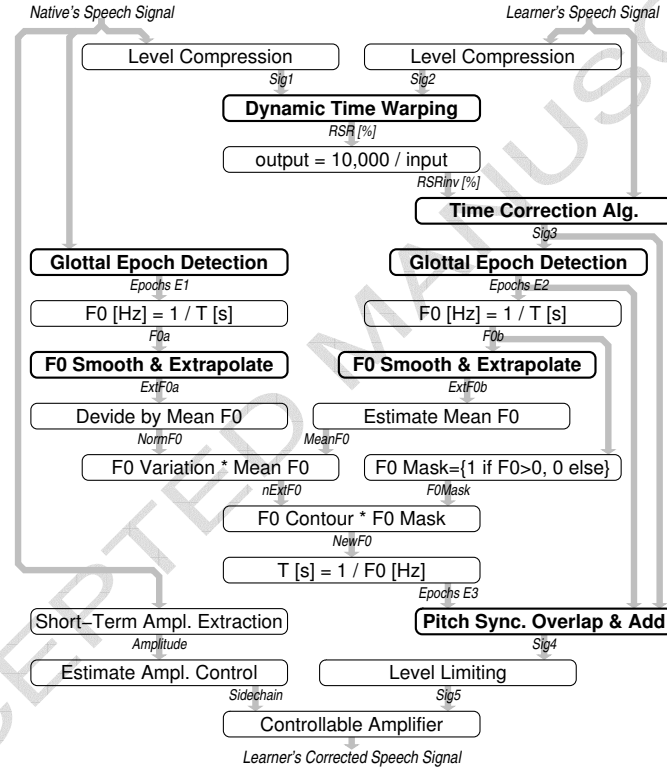 Native's Speech Signal
Learner's Speech Signal
Level Compression
Level Compression
Sig1
Sig2
Dynamic Time Warping
RSR [%]
output = 10,000 / input
RSRinv [%]
Time Correction Alg.
Sig3
Glottal Epoch Detection
Glottal Epoch Detection
Epochs E1
Epochs E2
F0 [Hz] = 1 / T [s]
F0 [Hz] = 1 / T [s]
F0a
F0b
F0 Smooth & Extrapolate
F0 Smooth & Extrapolate
ExtF0a
ExtF0b
Devide by Mean F0
Estimate Mean F0
NormF0
MeanF0
F0 Variation * Mean F0
F0 Mask={1 if F0>0, 0 else}
nExtF0
F0Mask
F0 Contour * F0 Mask
NewF0
T [s] = 1 / F0 [Hz]
Epochs E3
Short−Term Ampl. Extraction
Pitch Sync. Overlap & Add
Amplitude
Sig4
Estimate Ampl. Control
Level Limiting
Sidechain
Sig5
Controllable Amplifier
Learner's Corrected Speech Signal